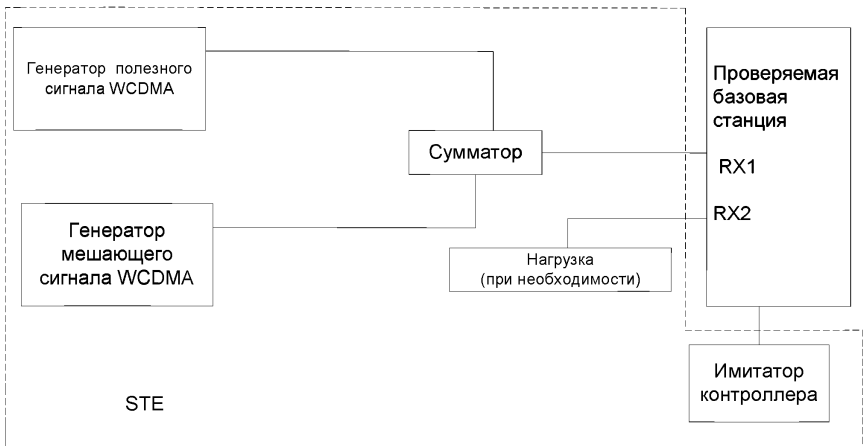 Генератор полезного
сигнала WCDMA
Проверяемая
базовая
станция
Сумматор
RX1
RX2
Генератор
мешающего
сигнала WCDMA
Нагрузка
(при необходимости)
Имитатор
контроллера
STE